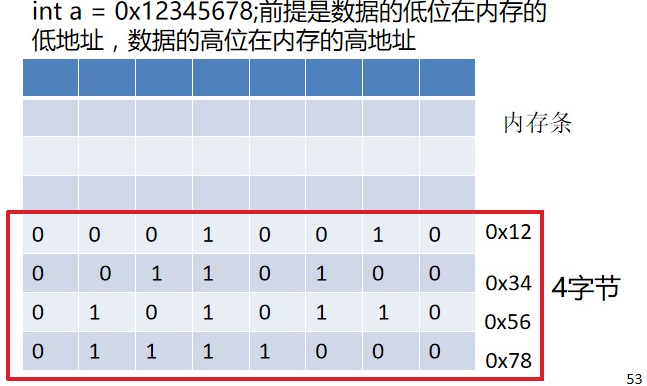 int a = 0x12345678;前提是数据的低位在内存的
低地址，数据的高位在内存的高地址
内存条
0 0 0 1 0 0 1 0 0x12
0 0 1 1 0 1 0 0 0x34
0 1 0 1 0 1 1 0 0x56
0 1 1 1 1 0 0 0 0x78
4字节
53